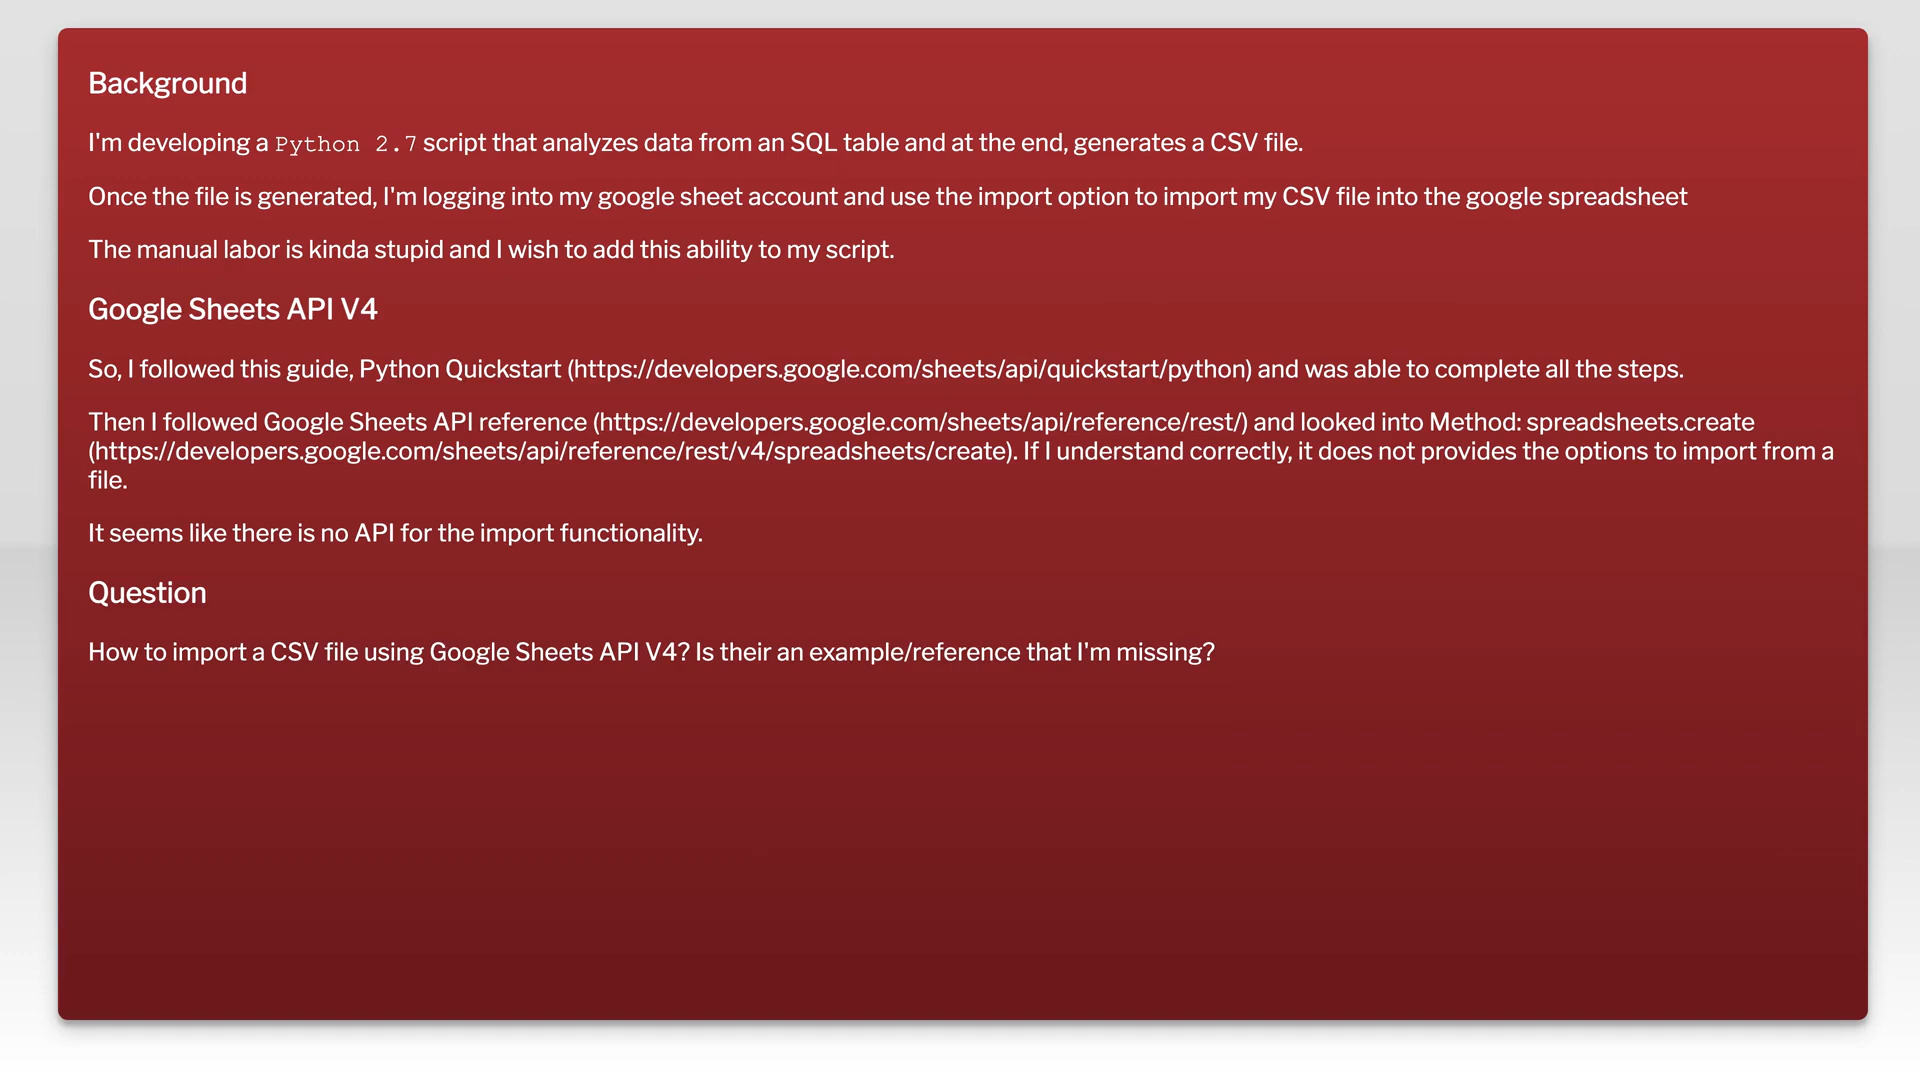 Background
I'm developing a Python 2.7 script that analyzes data from an SQL table and at the end, generates a CSV file.
Once the file is generated, I'm logging into my google sheet account and use the import option to import my CSV file into the google spreadsheet
The manual labor is kinda stupid and I wish to add this ability to my script.
Google Sheets API V4
So, I followed this guide, Python Quickstart (https://developers.google.com/sheets/api/quickstart/python) and was able to complete all the steps.
Then I followed Google Sheets API reference (https://developers.google.com/sheets/api/reference/rest/) and looked into Method: spreadsheets.create
(https://developers.google.com/sheets/api/reference/rest/v4/spreadsheets/create). If I understand correctly, it does not provides the options to import from a
file.
It seems like there is no API for the import functionality.
Question
How to import a CSV file using Google Sheets API V4? Is their an example/reference that I'm missing?